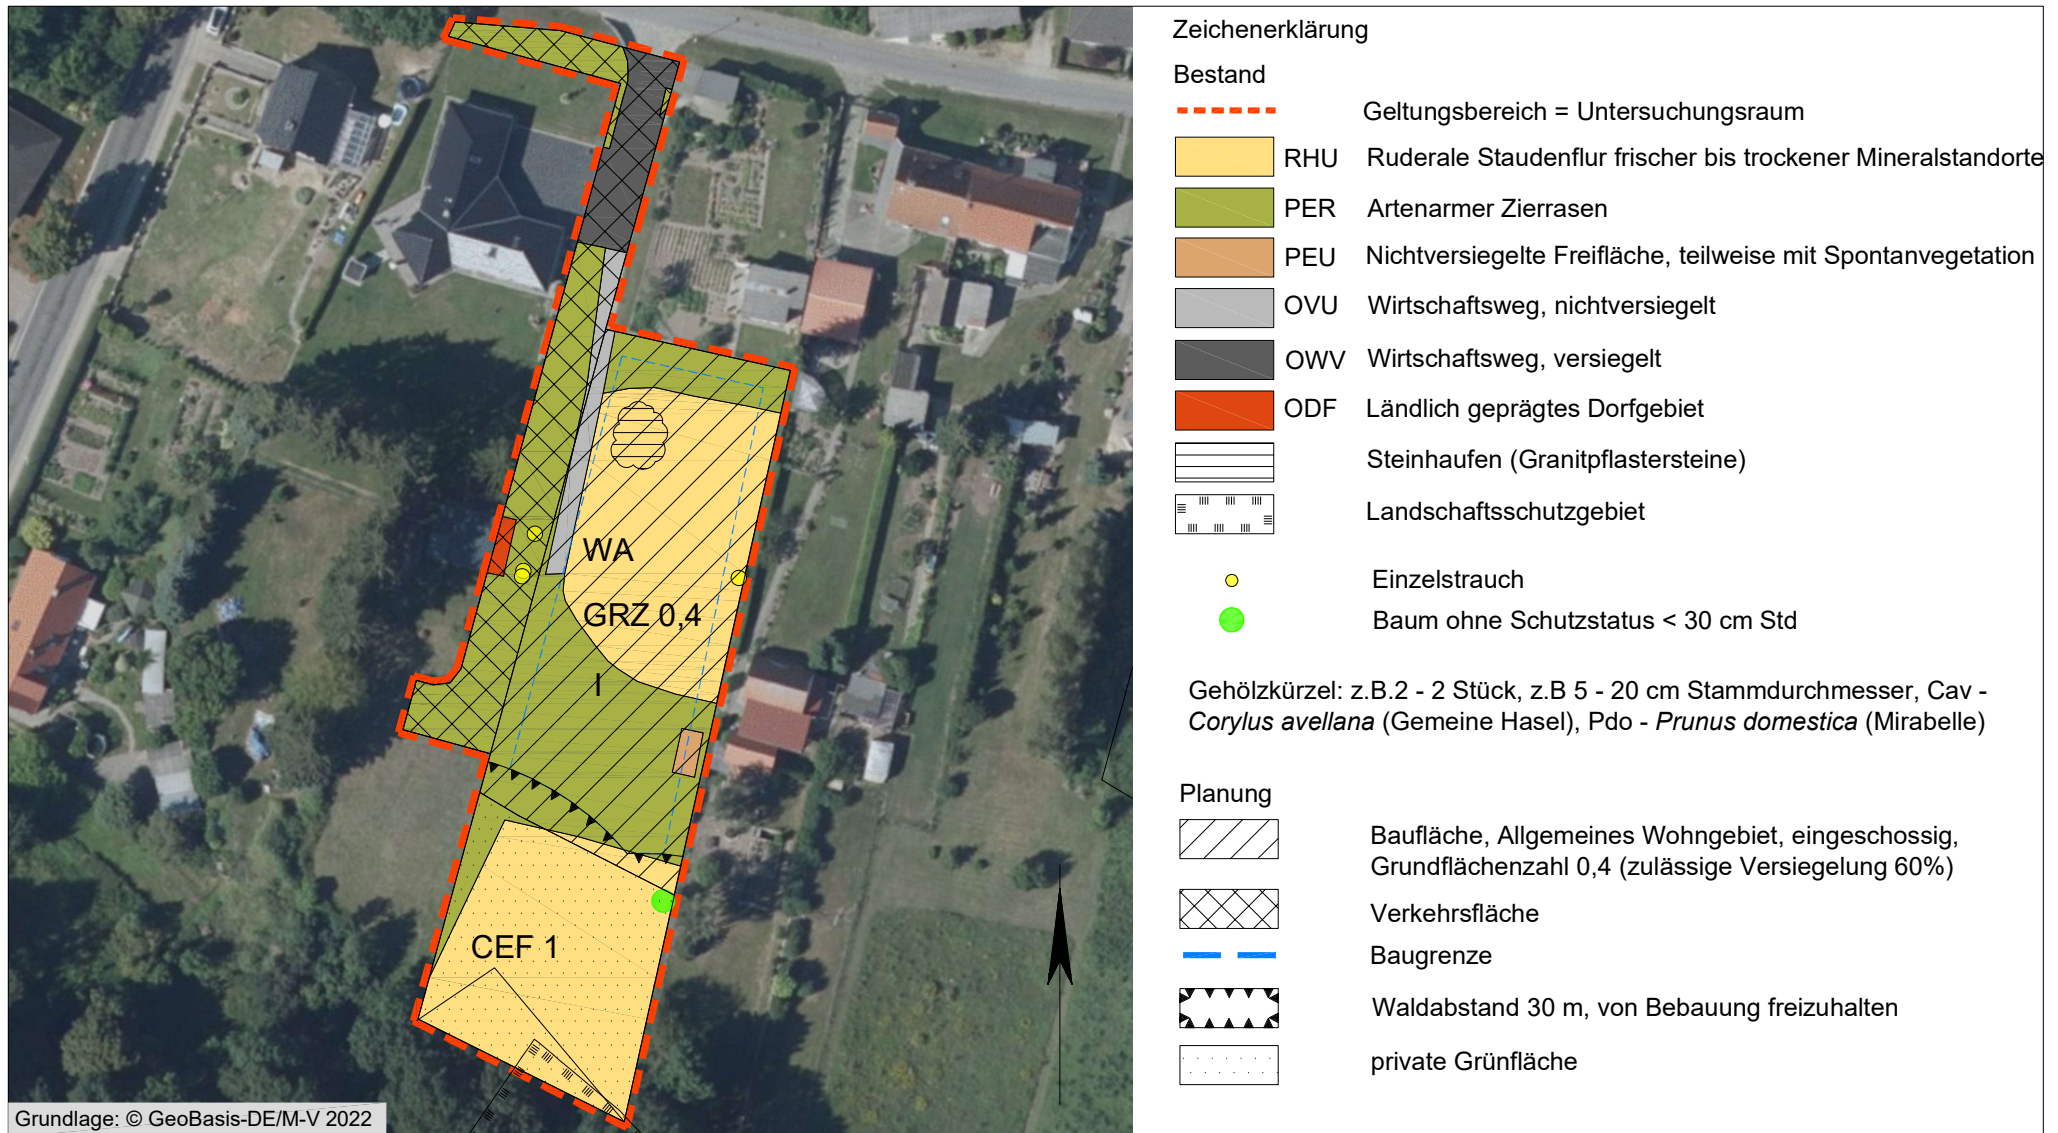 WA
GRZ 0,4
I
CEF 1
Grundlage: © GeoBasis-DE/M-V 2022
Zeichenerklärung
Bestand
Geltungsbereich = Untersuchungsraum
RHU Ruderale Staudenflur frischer bis trockener Mineralstandorte
PER Artenarmer Zierrasen
PEU Nichtversiegelte Freifläche, teilweise mit Spontanvegetation
OVU Wirtschaftsweg, nichtversiegelt
OWV Wirtschaftsweg, versiegelt
ODF Ländlich geprägtes Dorfgebiet
Steinhaufen (Granitpflastersteine)
Landschaftsschutzgebiet
Einzelstrauch
Baum ohne Schutzstatus < 30 cm Std
Gehölzkürzel: z.B.2 - 2 Stück, z.B 5 - 20 cm Stammdurchmesser, Cav -
Corylus avellana (Gemeine Hasel), Pdo - Prunus domestica (Mirabelle)
Planung
Baufläche, Allgemeines Wohngebiet, eingeschossig,
Grundflächenzahl 0,4 (zulässige Versiegelung 60%)
Verkehrsfläche
Baugrenze
Waldabstand 30 m, von Bebauung freizuhalten
private Grünfläche